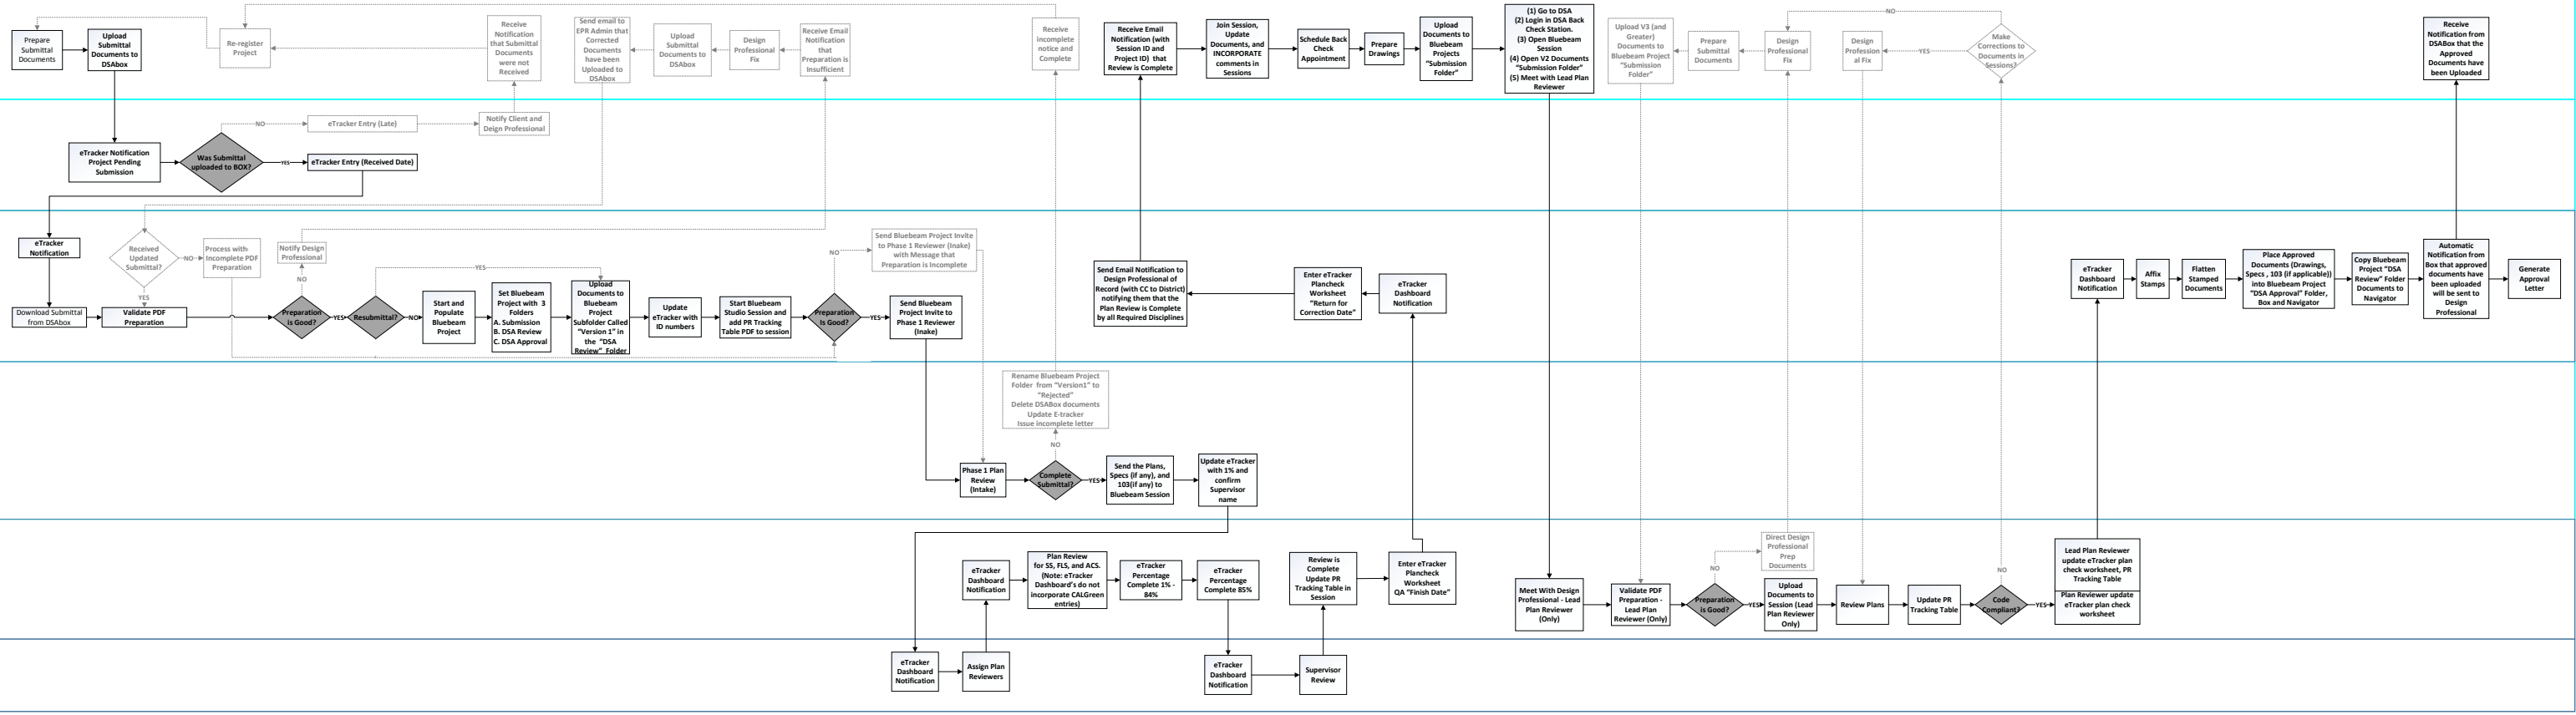 Prepare
Submittal
Documents
Upload
Submittal
Documents to
DSAbox
Re-register
Project
Receive
Notification
that Submittal
Documents
were not
Received
Send email to
EPR Admin that
Corrected
Documents
have been
Uploaded to
DSAbox
Upload
Submittal
Documents to
DSAbox
Design
Professional
Fix
Receive Email
Notification
that
Preparation is
Insufficient
Receive
incomplete
notice and
Complete
Receive Email
Notification (with
Session ID and
Project ID)  that
Review is Complete
Join Session,
Update
Documents, and
INCORPORATE
comments in
Sessions
Schedule Back
Check
Appointment
Prepare
Drawings
Upload
Documents to
Bluebeam
Projects
“Submission
Folder”
(1) Go to DSA
(2) Login in DSA Back
Check Station.
(3) Open Bluebeam
Session
(4) Open V2 Documents
“Submission Folder”
(5) Meet with Lead Plan
Reviewer
Upload V3 (and
Greater)
Documents to
Bluebeam Project
“Submission
Folder”
Prepare
Submittal
Documents
Design
Professional
Fix
NO
Design
Profession
al Fix
YES
Make
Corrections to
Documents in
Sessions?
Receive
Notification from
DSABox that the
Approved
Documents have
been Uploaded
NO
eTracker Entry (Late)
Notify Client and
Deign Professional
eTracker Notification
Project Pending
Submission
Was Submittal
uploaded to BOX?
YES
eTracker Entry (Received Date)
eTracker
Notification
Received
Updated
Submittal?
NO
Process with
Incomplete PDF
Preparation
Notify Design
Professional
YES
NO
YES
Download Submittal
from DSAbox
Validate PDF
Preparation
Preparation
is Good?
YES
Resubmittal?
NO
Start and
Populate
Bluebeam
Project
Set Bluebeam
Project with  3
Folders
A. Submission
B. DSA Review
C. DSA Approval
Upload
Documents to
Bluebeam
Project
Subfolder Called
“Version 1” in
the  “DSA
Review”  Folder
Update
eTracker with
ID numbers
Start Bluebeam
Studio Session and
add PR Tracking
Table PDF to session
Preparation
Is Good?
NO
YES
Send Bluebeam Project Invite
to Phase 1 Reviewer (Inake)
with Message that
Preparation is Incomplete
Send Bluebeam
Project Invite to
Phase 1 Reviewer
(Inake)
Send Email Notification to
Design Professional of
Record (with CC to District)
notifying them that the
Plan Review is Complete
by all Required Disciplines
Enter eTracker
Plancheck
Worksheet
“Return for
Correction Date”
eTracker
Dashboard
Notification
eTracker
Dashboard
Notification
Affix
Stamps
Flatten
Stamped
Documents
Place Approved
Documents (Drawings,
Specs , 103 (if applicable))
into Bluebeam Project
“DSA Approval” Folder,
Box and Navigator
Copy Bluebeam
Project “DSA
Review” Folder
Documents to
Navigator
Automatic
Notification from
Box that approved
documents have
been uploaded
will be sent to
Design
Professional
Generate
Approval
Letter
Rename Bluebeam Project
Folder  from “Version1” to
“Rejected”
Delete DSABox documents
Update E-tracker
Issue incomplete letter
NO
Phase 1 Plan
Review
(Intake)
Complete
Submittal?
YES
Send the Plans,
Specs (if any), and
103(if any) to
Bluebeam Session
Update eTracker
with 1% and
confirm
Supervisor
name
eTracker
Dashboard
Notification
Plan Review
for SS, FLS, and ACS.
(Note: eTracker
Dashboard’s do not
incorporate CALGreen
entries)
eTracker
Percentage
Complete 1% -
84%
eTracker
Percentage
Complete 85%
Review is
Complete
Update PR
Tracking Table in
Session
Enter eTracker
Plancheck
Worksheet
QA “Finish Date”
Meet With Design
Professional - Lead
Plan Reviewer
(Only)
Validate PDF
Preparation -
Lead Plan
Reviewer (Only)
Preparation
is Good?
NO
YES
Direct Design
Professional
Prep
Documents
Upload
Documents to
Session (Lead
Plan Reviewer
Only)
Review Plans
Update PR
Tracking Table
Code
Compliant?
NO
YES
Lead Plan Reviewer
update eTracker plan
check worksheet, PR
Tracking Table
Plan Reviewer update
eTracker plan check
worksheet
eTracker
Dashboard
Notification
Assign Plan
Reviewers
eTracker
Dashboard
Notification
Supervisor
Review